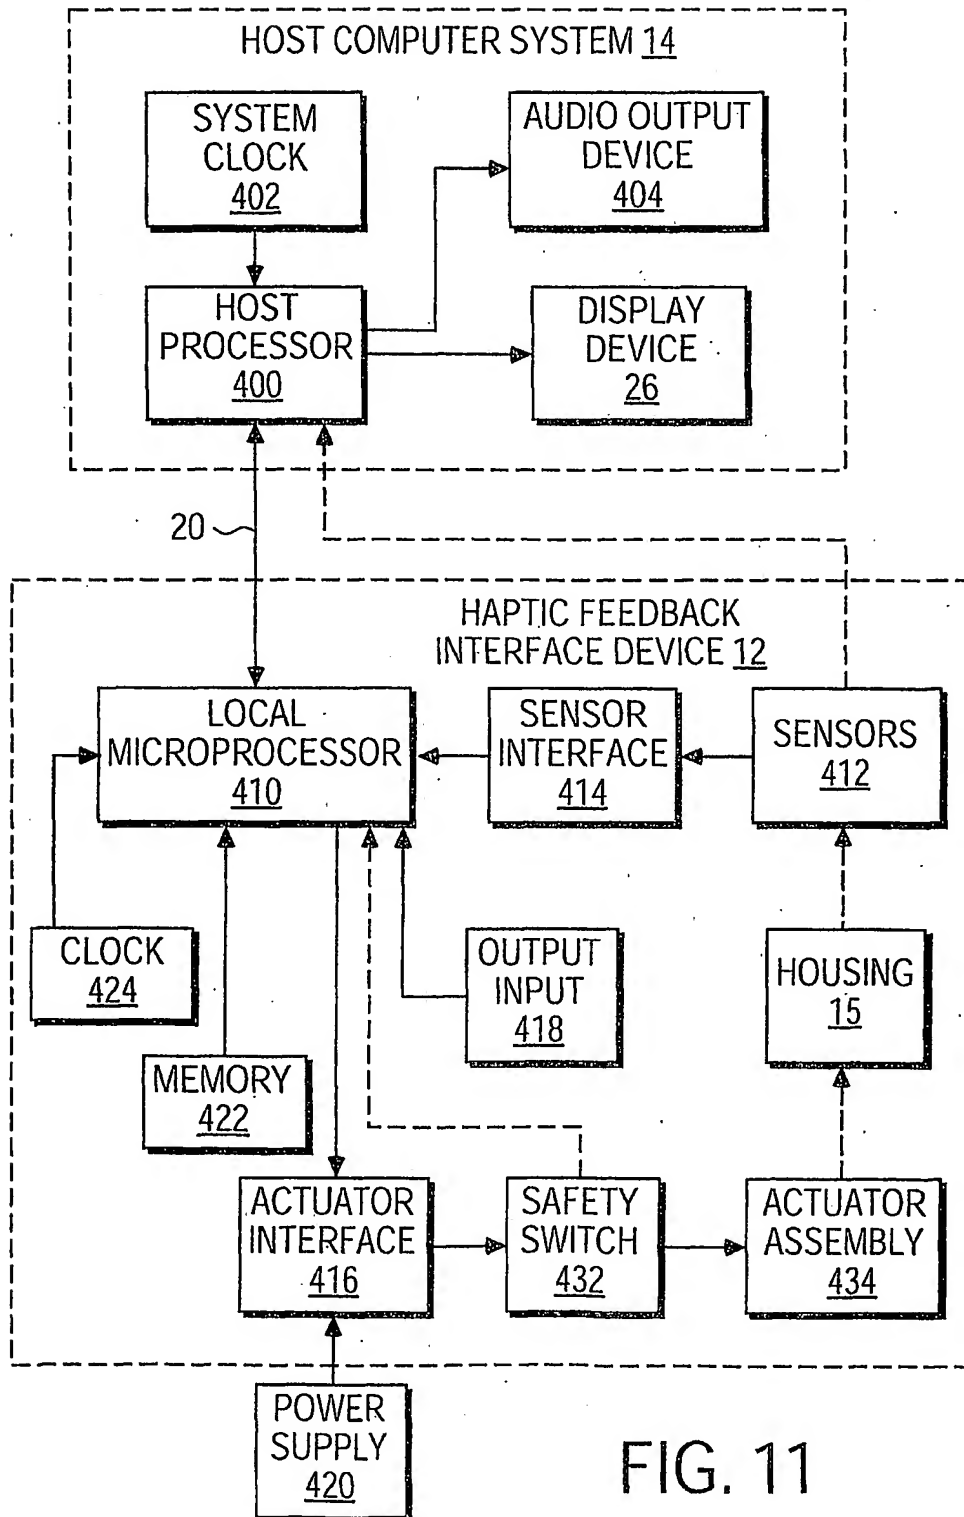 HOST COMPUTER SYSTEM 14
SYSTEM
CLOCK
402
AUDIO OUTPUT
DEVICE
404
HOST
PROCESSOR
400
DISPLAY
DEVICE
26
20
HAPTIC FEEDBACK
INTERFACE DEVICE 12
LOCAL
MICROPROCESSOR
410
SENSOR
INTERFACE
414
SENSORS
412
CLOCK
424
OUTPUT
INPUT
418
HOUSING
15
MEMORY
422
ACTUATOR
INTERFACE
416
SAFETY
SWITCH
432
ACTUATOR
ASSEMBLY
434
POWER
SUPPLY
420
FIG. 11